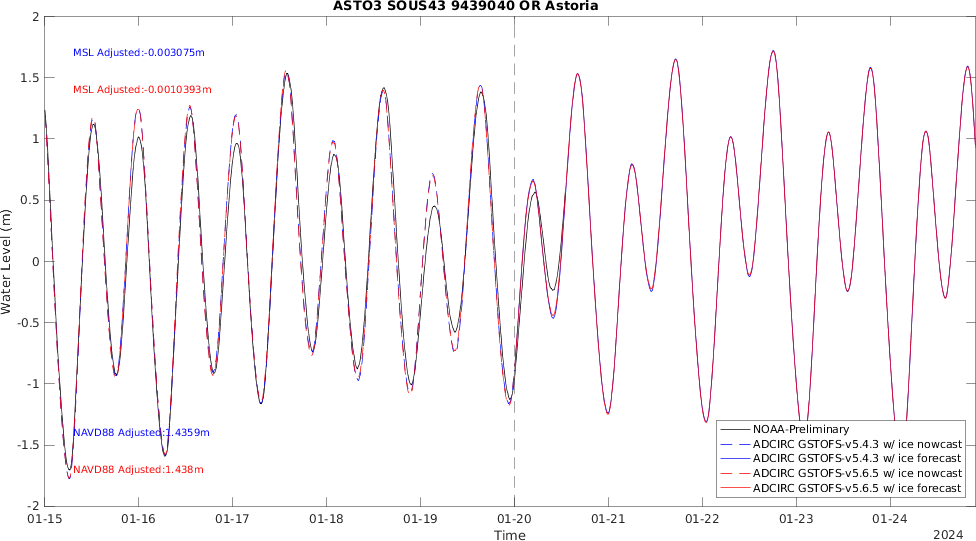 ASTO3 SOUS43 9439040 OR Astoria
2
1.5
1
0.5
0
-0.5
-1
-1.5
-2
Water Level (m)
MSL Adjusted:-0.003075m
MSL Adjusted:-0.0010393m
NAVD88 Adjusted:1.4359m
NAVD88 Adjusted:1.438m
NOAA-Preliminary
ADCIRC GSTOFS-v5.4.3 w/ ice nowcast
ADCIRC GSTOFS-v5.4.3 w/ ice forecast
ADCIRC GSTOFS-v5.6.5 w/ ice nowcast
ADCIRC GSTOFS-v5.6.5 w/ ice forecast
01-15 01-16 01-17 01-18 01-19 01-20 01-21 01-22 01-23 01-24
Time
2024